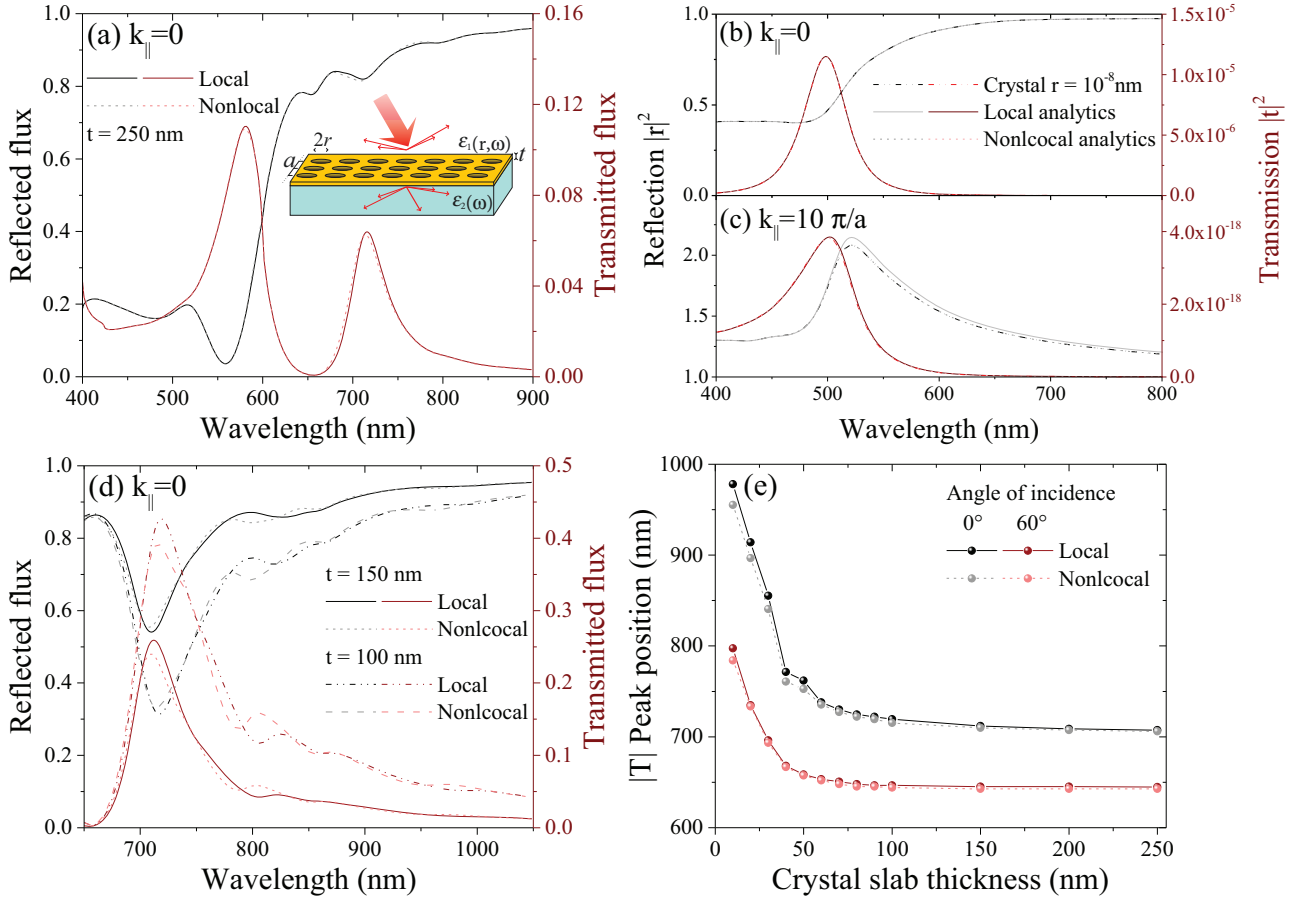 (a) k||=0
Local
Nonlocal
t = 250 nm
2r
a
ε1(r,ω)
t
ε2(ω)
Reflected flux
1.0
0.8
0.6
0.4
0.2
0.0
Transmitted flux
0.16
0.12
0.08
0.04
0.00
400 500 600 700 800 900
Wavelength (nm)
(b) k||=0
Crystal r = 10⁻⁸nm
Local analytics
Nonlcocal analytics
1.0
0.5
0.0
1.5x10⁻⁵
1.0x10⁻⁵
5.0x10⁻⁶
0.0
Reflection |r|²
Transmission |t|²
(c) k||=10 π/a
2.0
1.5
1.0
4.0x10⁻¹⁸
2.0x10⁻¹⁸
0.0
400 500 600 700 800
Wavelength (nm)
(d) k||=0
t = 150 nm
Local
Nonlcocal
t = 100 nm
Local
Nonlcocal
Reflected flux
1.0
0.8
0.6
0.4
0.2
0.0
Transmitted flux
0.5
0.4
0.3
0.2
0.1
0.0
700 800 900 1000
Wavelength (nm)
(e)
Angle of incidence
0° 60°
Local
Nonlcocal
|T| Peak position (nm)
1000
900
800
700
600
0 50 100 150 200 250
Crystal slab thickness (nm)